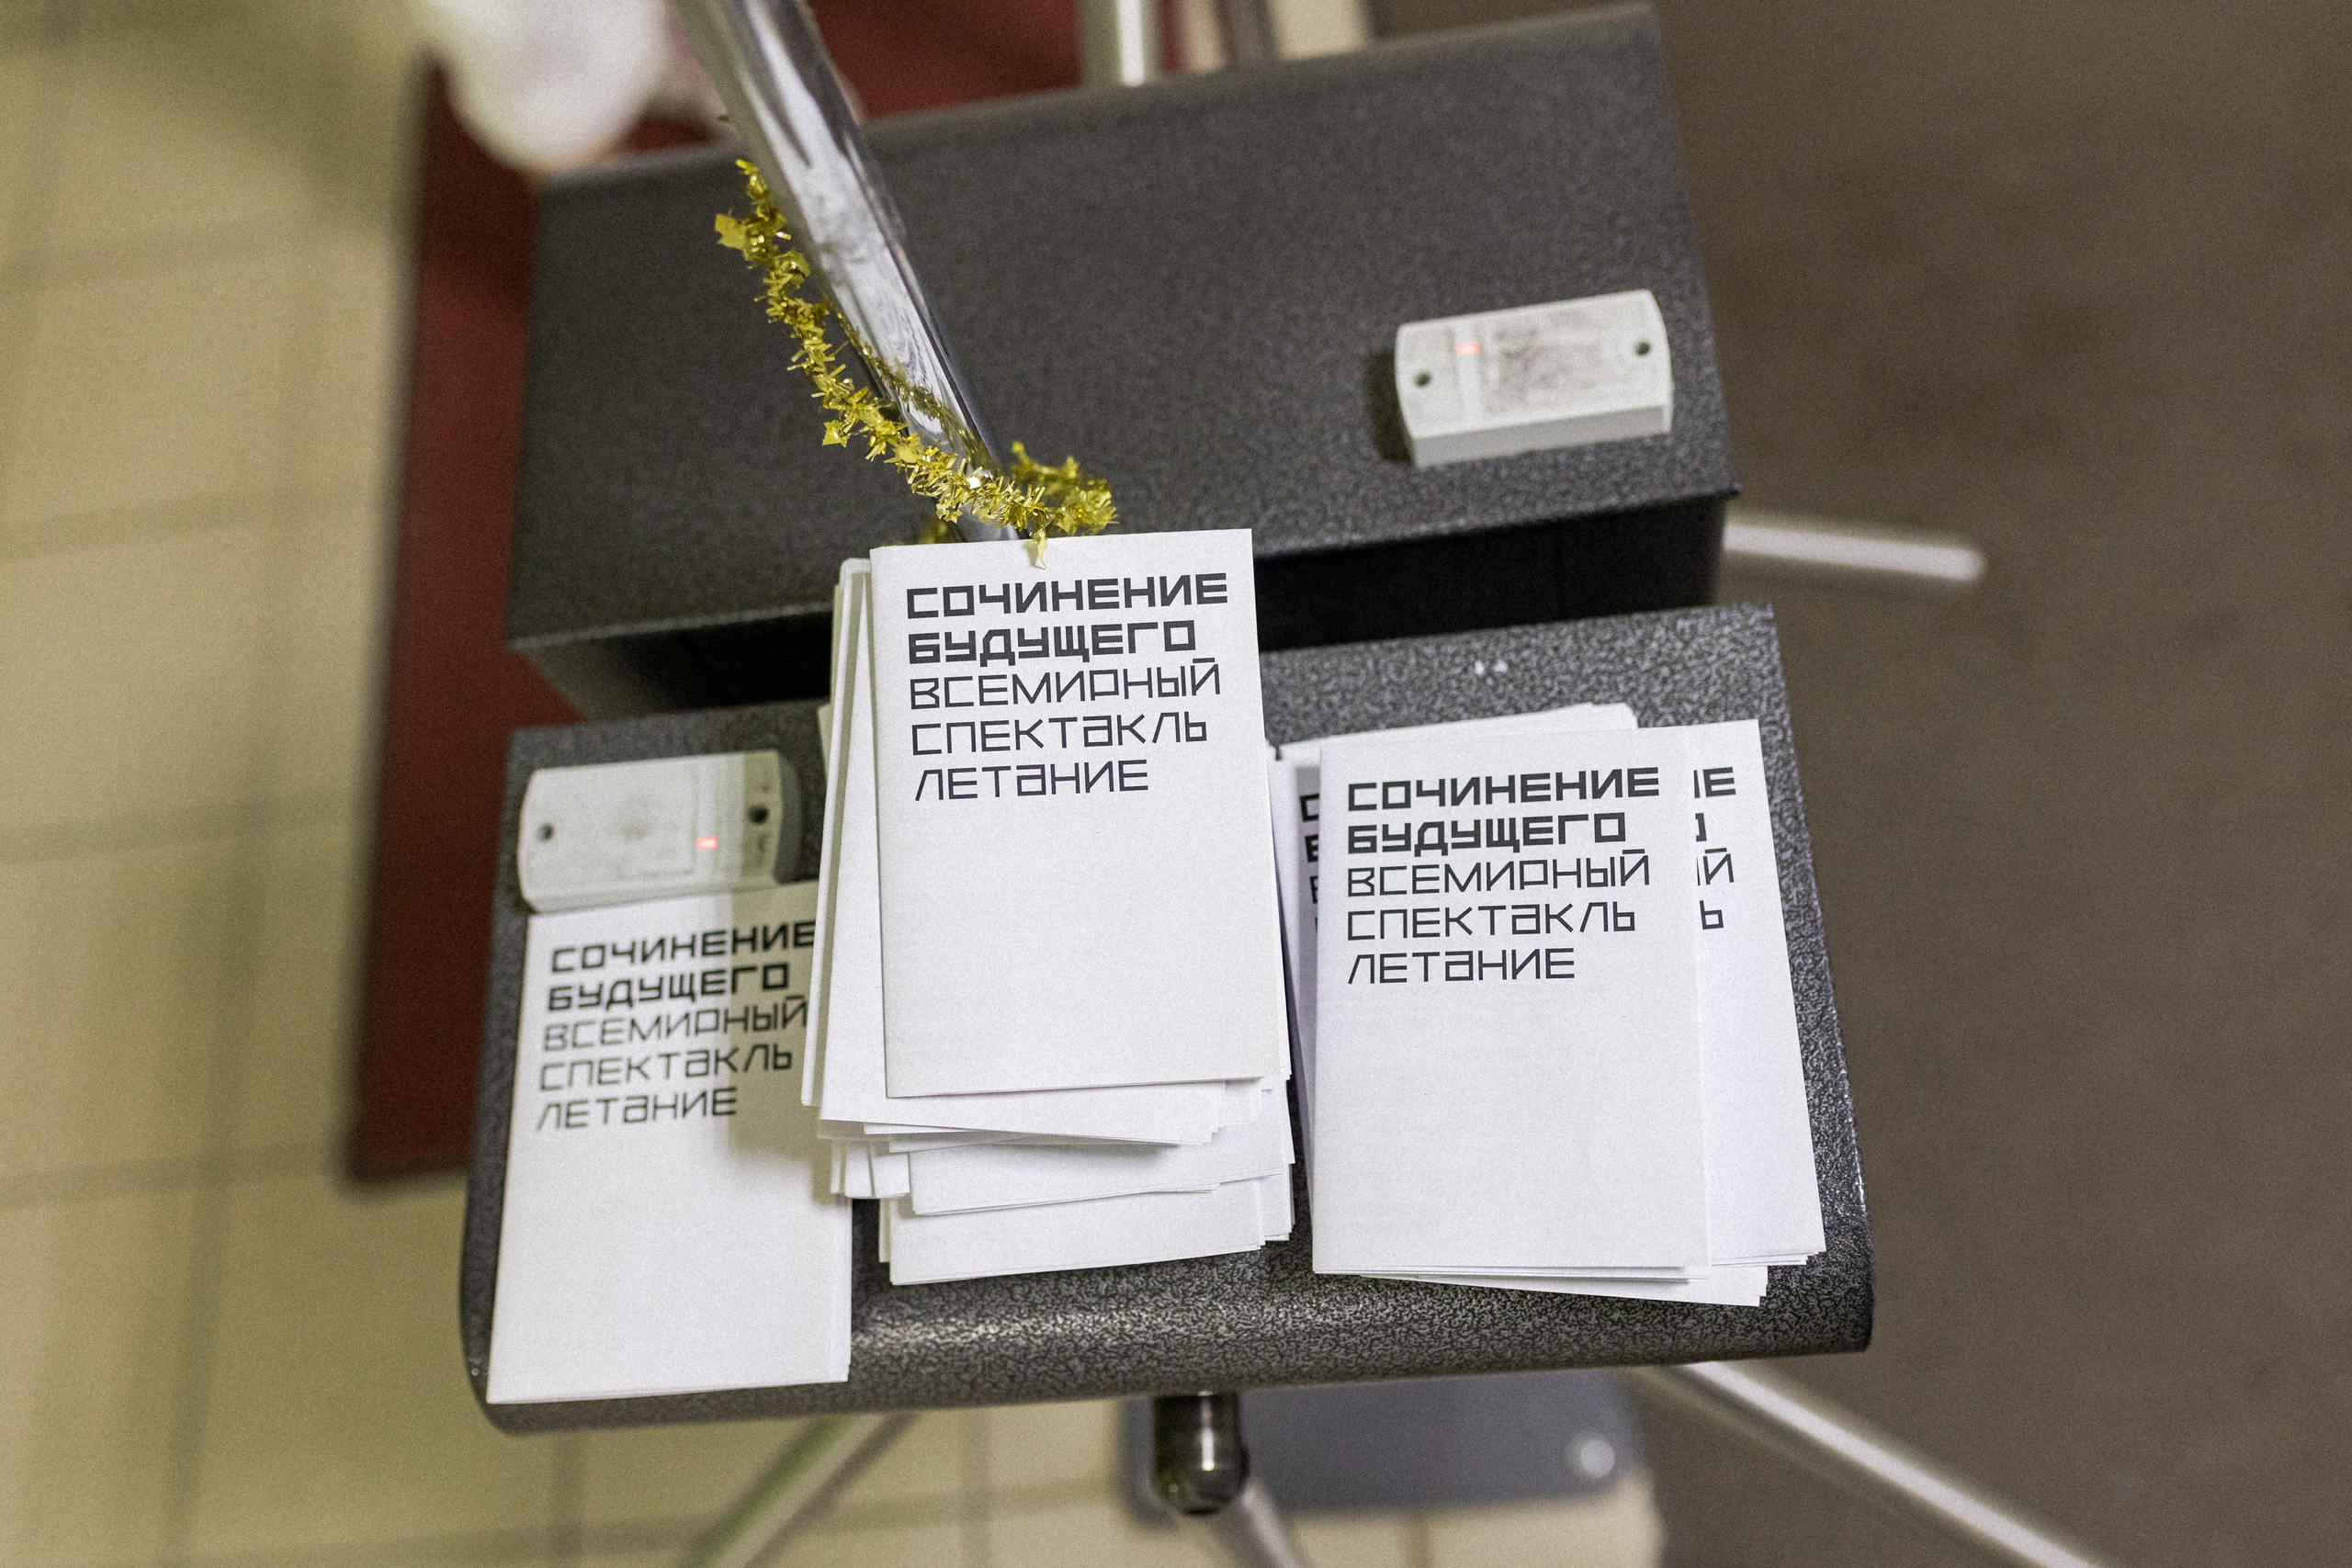 СОЧИНЕНИЕ
БУДУЩЕГО
ВСЕМИРНЫЙ
СПЕКТАКЛЬ
ЛЕТАНИЕ
СОЧИНЕНИЕ
БУДУЩЕГО
ВСЕМИРНЫЙ
СПЕКТАКЛЬ
ЛЕТАНИЕ
СОЧИНЕНИЕ
БУДУЩЕГО
ВСЕМИРНЫЙ
СПЕКТАКЛЬ
ЛЕТАНИЕ